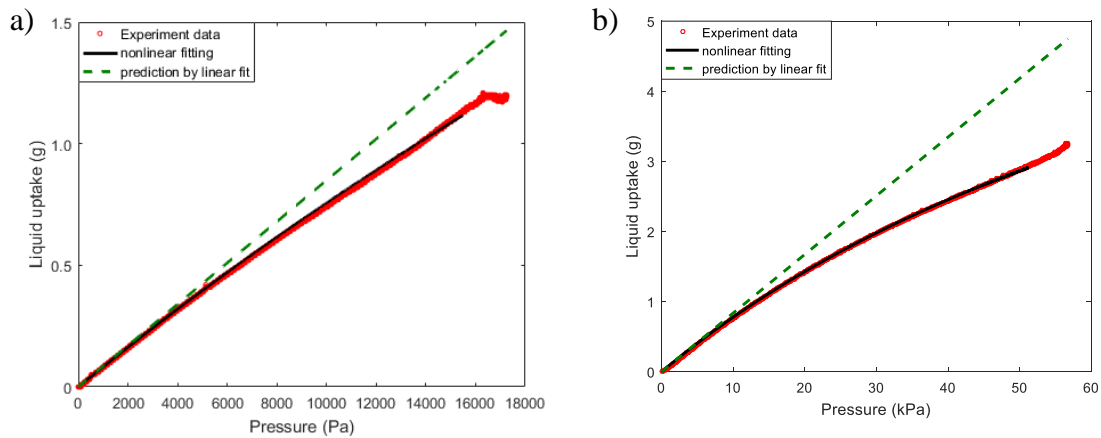 a)
Experiment data
nonlinear fitting
prediction by linear fit
1.5
1.0
0.5
0
Liquid uptake (g)
0 2000 4000 6000 8000 10000 12000 14000 16000 18000
Pressure (Pa)
b)
Experiment data
nonlinear fitting
prediction by linear fit
5
4
3
2
1
0
Liquid uptake (g)
0 10 20 30 40 50 60
Pressure (kPa)